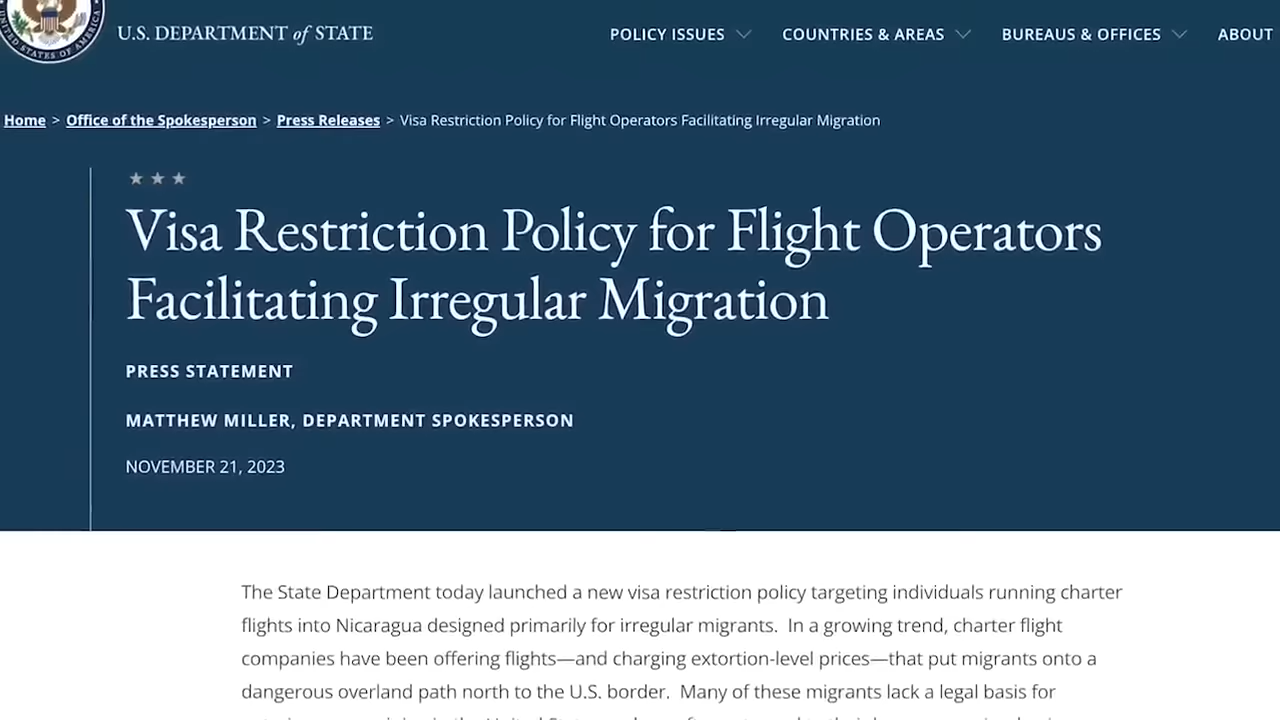 UNITED STATES OF AMERICA
U.S. DEPARTMENT of STATE
POLICY ISSUES
COUNTRIES & AREAS
BUREAUS & OFFICES
ABOUT
Home > Office of the Spokesperson > Press Releases > Visa Restriction Policy for Flight Operators Facilitating Irregular Migration
Visa Restriction Policy for Flight Operators
Facilitating Irregular Migration
PRESS STATEMENT
MATTHEW MILLER, DEPARTMENT SPOKESPERSON
NOVEMBER 21, 2023
The State Department today launched a new visa restriction policy targeting individuals running charter
flights into Nicaragua designed primarily for irregular migrants.  In a growing trend, charter flight
companies have been offering flights—and charging extortion-level prices—that put migrants onto a
dangerous overland path north to the U.S. border.  Many of these migrants lack a legal basis for